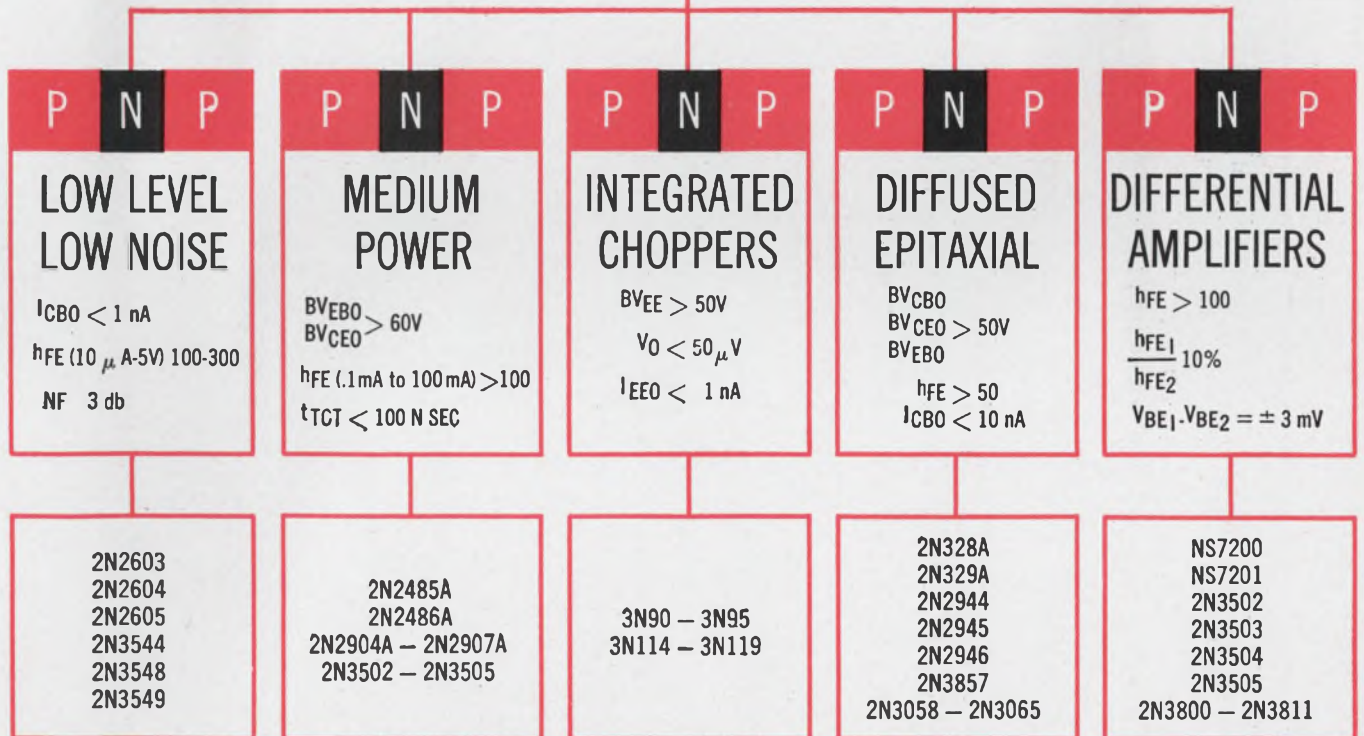 P N P
LOW LEVEL
LOW NOISE
ICBO < 1 nA
hFE (10 μ A-5V) 100-300
NF 3 db
2N2603
2N2604
2N2605
2N3544
2N3548
2N3549
P N P
MEDIUM
POWER
BVEBO
BVCEO > 60V
hFE (.1mA to 100mA) >100
tTCT < 100 N SEC
2N2485A
2N2486A
2N2904A – 2N2907A
2N3502 – 2N3505
P N P
INTEGRATED
CHOPPERS
BVEE > 50V
VO < 50μV
IEEO < 1 nA
3N90 – 3N95
3N114 – 3N119
P N P
DIFFUSED
EPITAXIAL
BVCBO
BVCEO > 50V
BVEBO
hFE > 50
ICBO < 10 nA
2N328A
2N329A
2N2944
2N2945
2N2946
2N3857
2N3058 – 2N3065
P N P
DIFFERENTIAL
AMPLIFIERS
hFE > 100
hFE1
hFE2 10%
VBE1-VBE2 = ± 3 mV
NS7200
NS7201
2N3502
2N3503
2N3504
2N3505
2N3800 – 2N3811